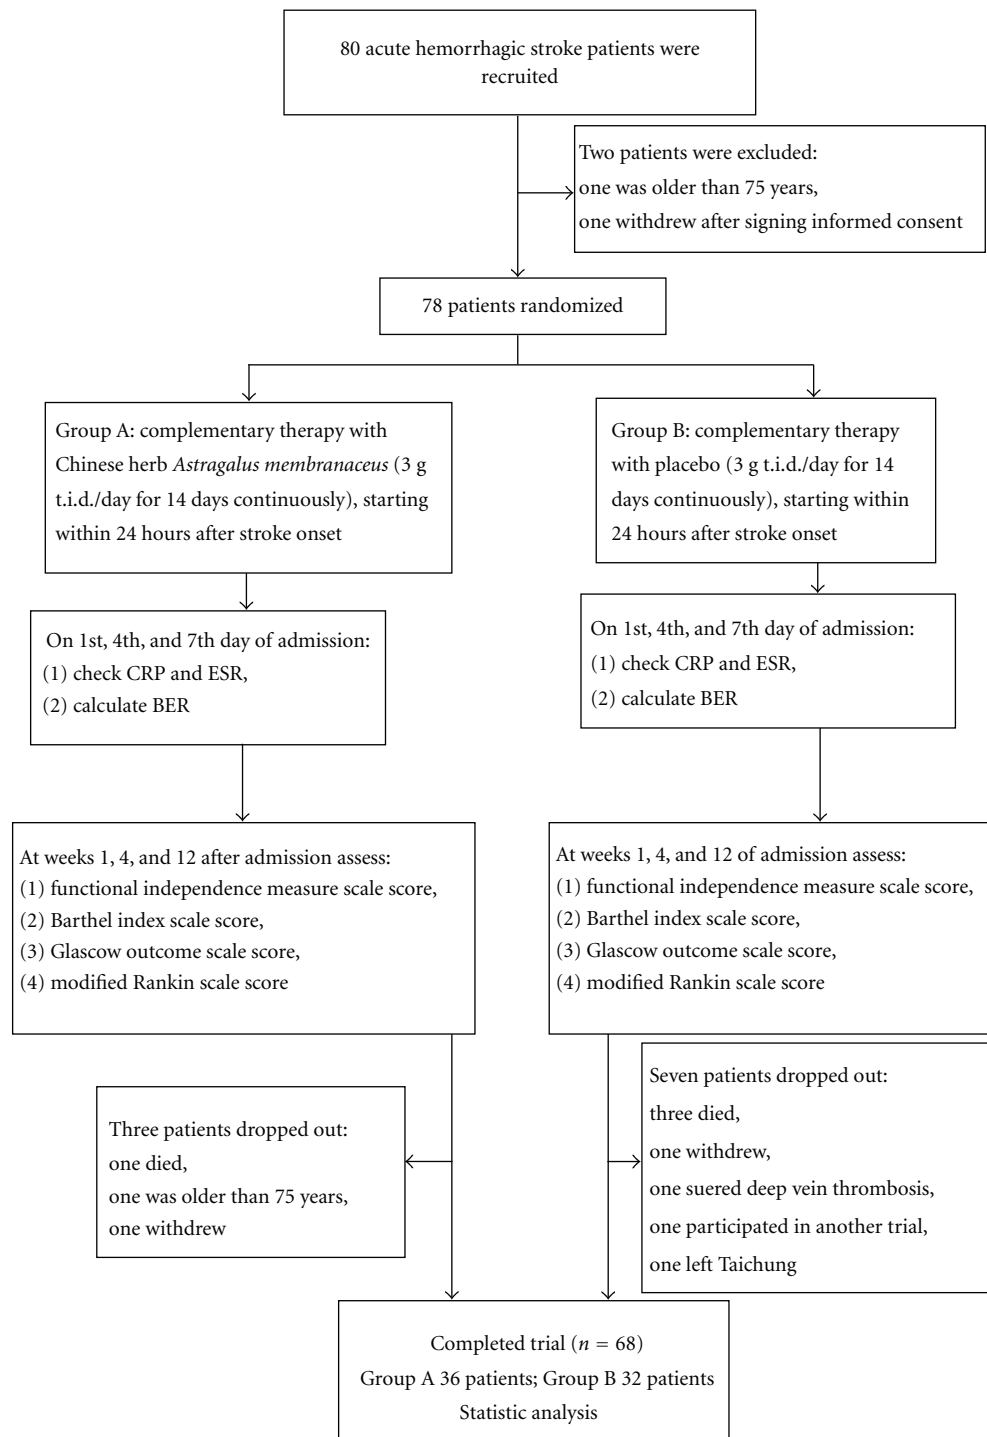 80 acute hemorrhagic stroke patients were
recruited
Two patients were excluded:
one was older than 75 years,
one withdrew after signing informed consent
78 patients randomized
Group A: complementary therapy with
Chinese herb Astragalus membranaceus (3 g
t.i.d./day for 14 days continuously), starting
within 24 hours after stroke onset
Group B: complementary therapy
with placebo (3 g t.i.d./day for 14
days continuously), starting within
24 hours after stroke onset
On 1st, 4th, and 7th day of admission:
(1) check CRP and ESR,
(2) calculate BER
On 1st, 4th, and 7th day of admission:
(1) check CRP and ESR,
(2) calculate BER
At weeks 1, 4, and 12 after admission assess:
(1) functional independence measure scale score,
(2) Barthel index scale score,
(3) Glascow outcome scale score,
(4) modified Rankin scale score
At weeks 1, 4, and 12 of admission assess:
(1) functional independence measure scale score,
(2) Barthel index scale score,
(3) Glascow outcome scale score,
(4) modified Rankin scale score
Three patients dropped out:
one died,
one was older than 75 years,
one withdrew
Seven patients dropped out:
three died,
one withdrew,
one suered deep vein thrombosis,
one participated in another trial,
one left Taichung
Completed trial (n = 68)
Group A 36 patients; Group B 32 patients
Statistic analysis